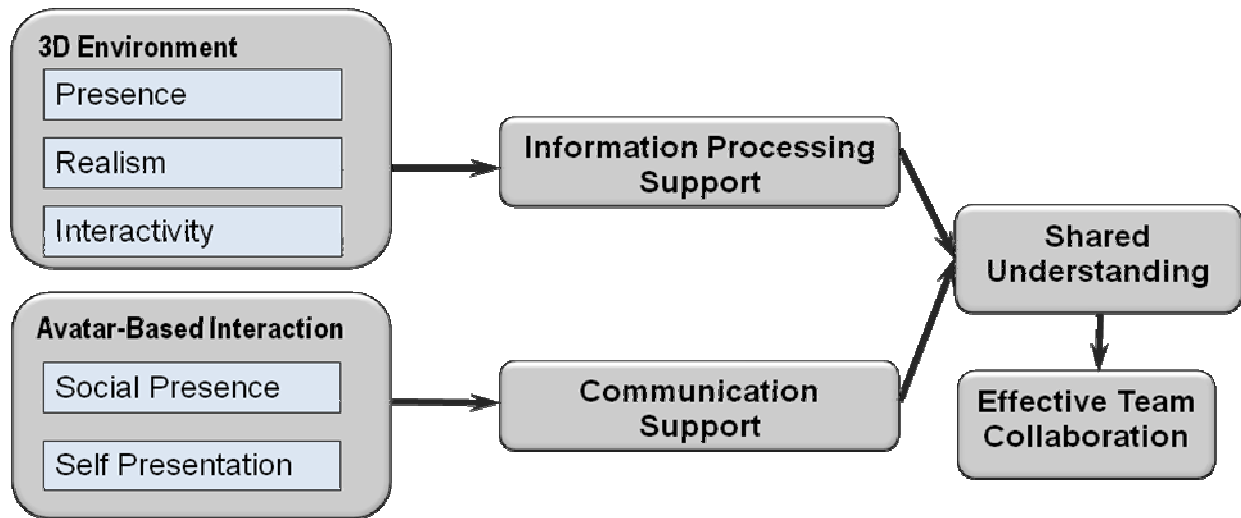 3D Environment
Presence
Realism
Interactivity
Avatar-Based Interaction
Social Presence
Self Presentation
Information Processing
Support
Communication
Support
Shared
Understanding
Effective Team
Collaboration